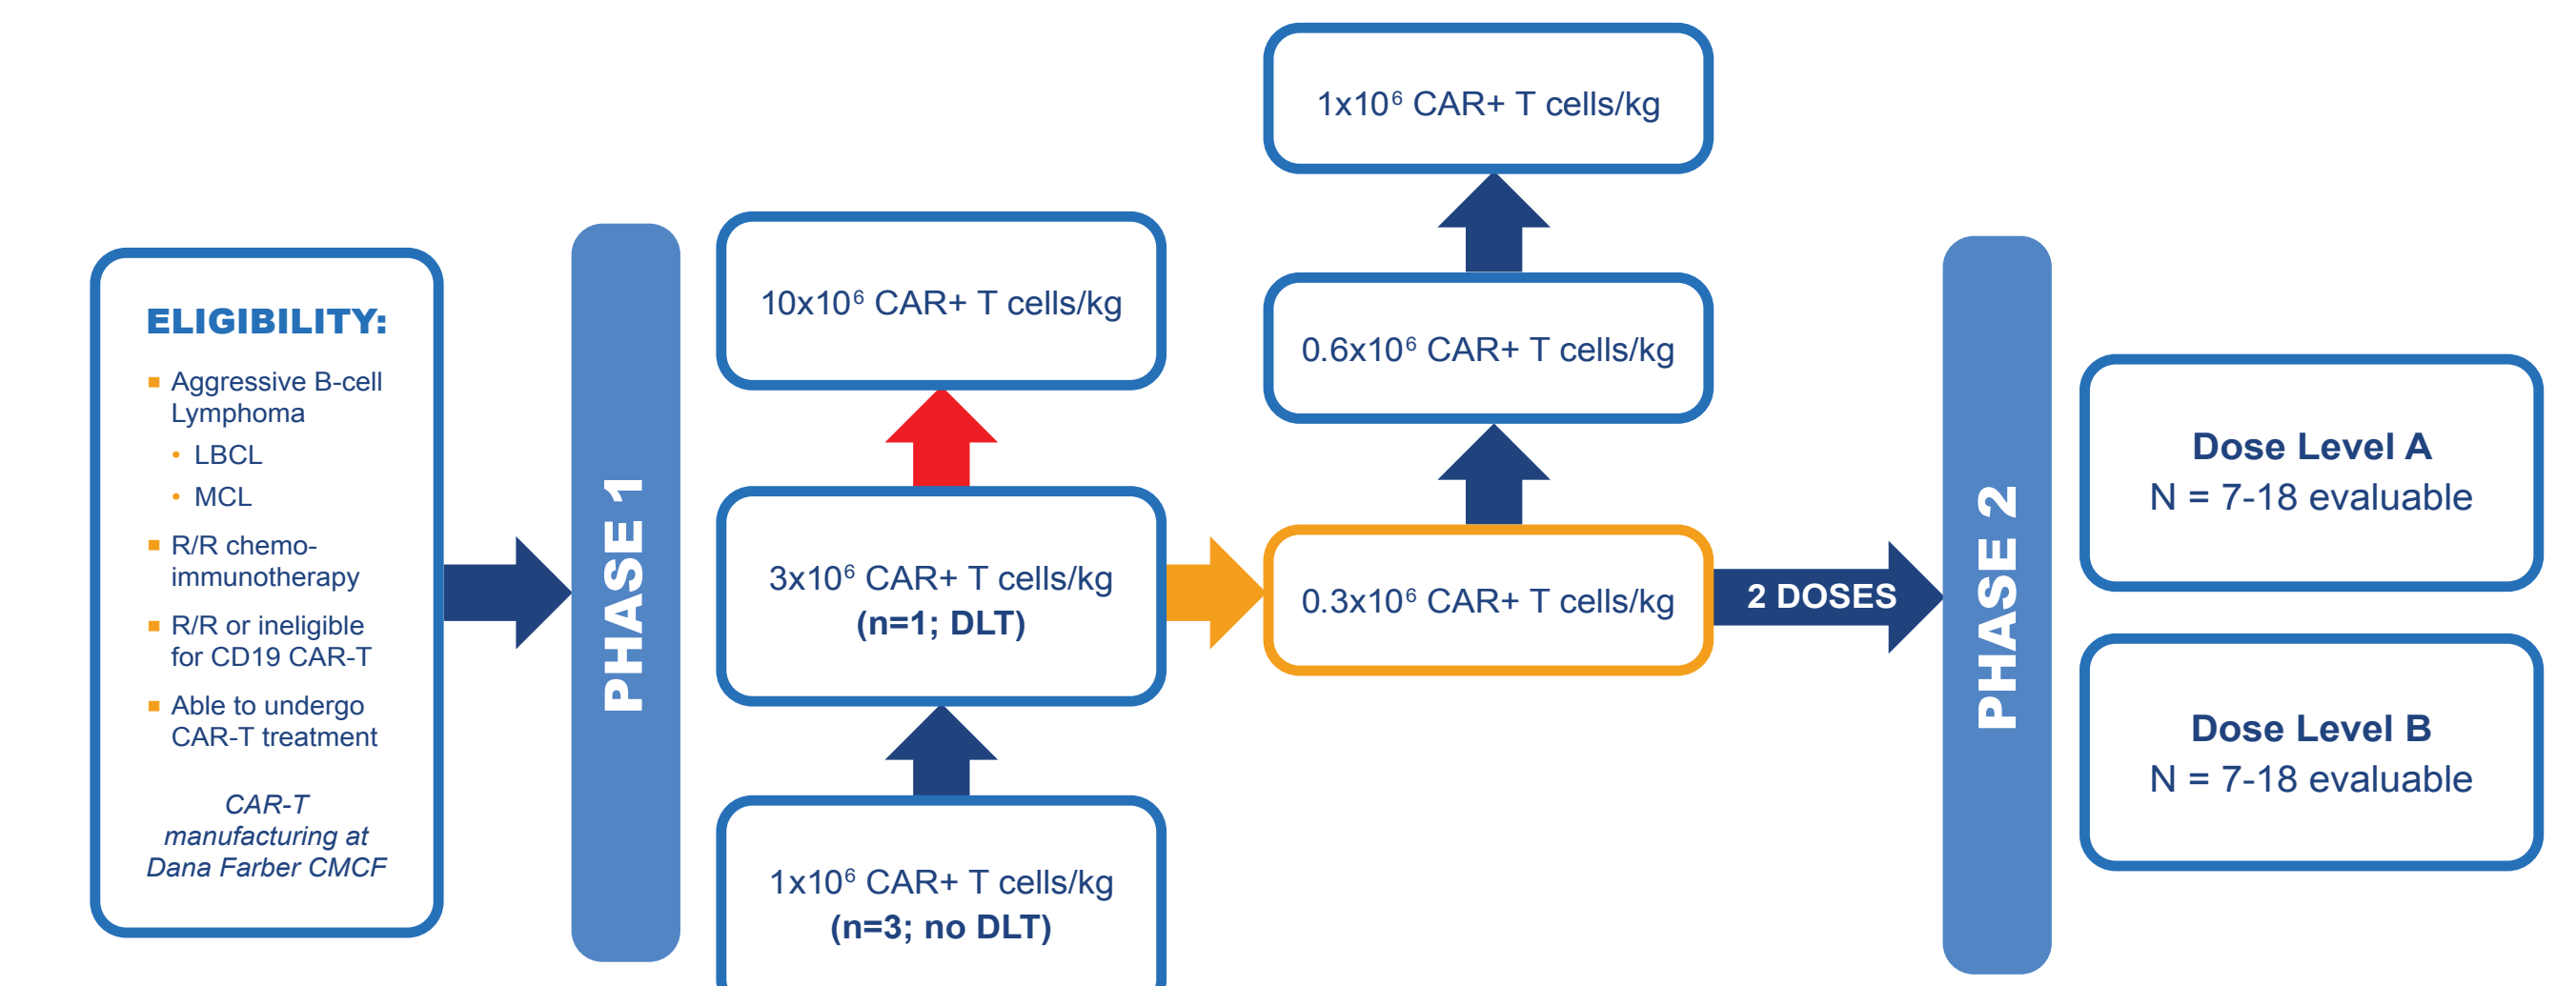 ELIGIBILITY:
▪ Aggressive B-cell
Lymphoma
• LBCL
• MCL
▪ R/R chemo-
immunotherapy
▪ R/R or ineligible
for CD19 CAR-T
▪ Able to undergo
CAR-T treatment
CAR-T
manufacturing at
Dana Farber CMCF
PHASE 1
10x10⁶ CAR+ T cells/kg
3x10⁶ CAR+ T cells/kg
(n=1; DLT)
1x10⁶ CAR+ T cells/kg
(n=3; no DLT)
1x10⁶ CAR+ T cells/kg
0.6x10⁶ CAR+ T cells/kg
0.3x10⁶ CAR+ T cells/kg
2 DOSES
PHASE 2
Dose Level A
N = 7-18 evaluable
Dose Level B
N = 7-18 evaluable